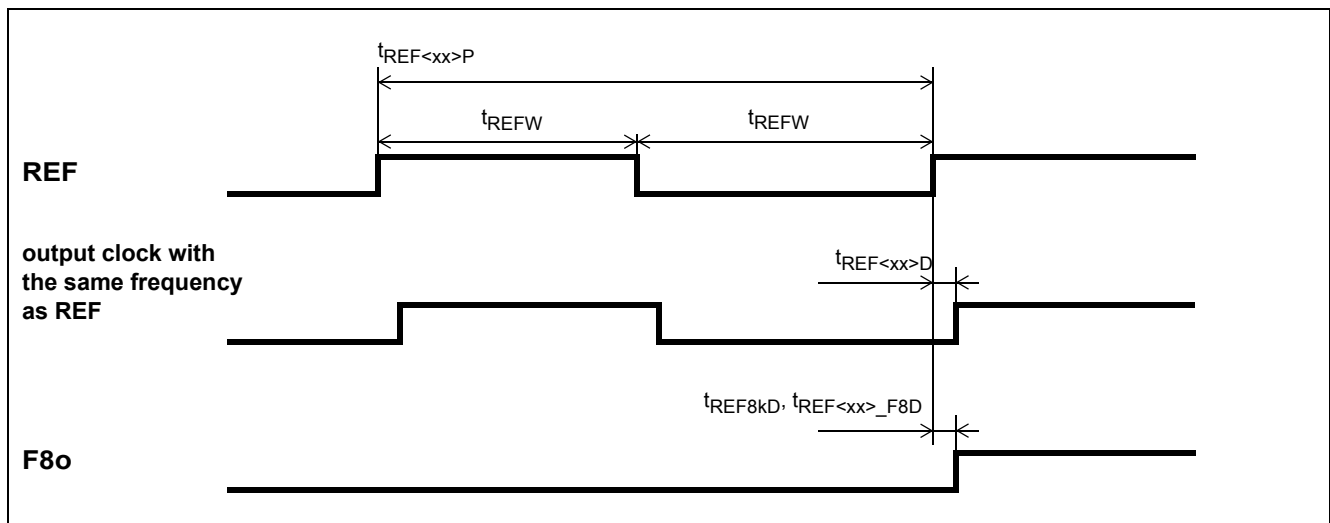 tREF<xx>P
tREFW tREFW
REF
output clock with
the same frequency
as REF
tREF<xx>D
tREF8kD, tREF<xx>_F8D
F8o